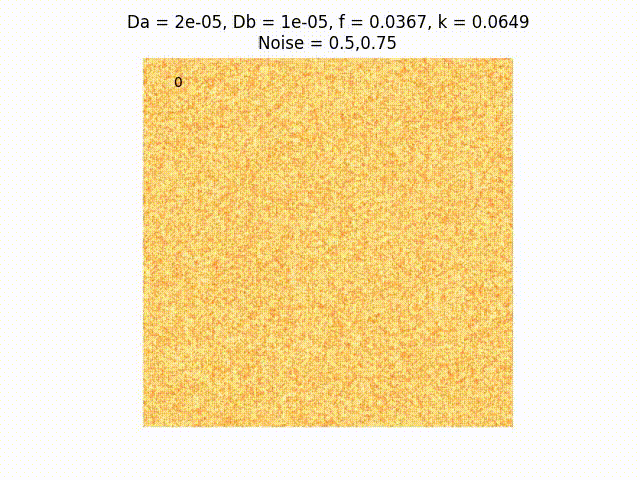 Da = 2e-05, Db = 1e-05, f = 0.0367, k = 0.0649
Noise = 0.5,0.75
0